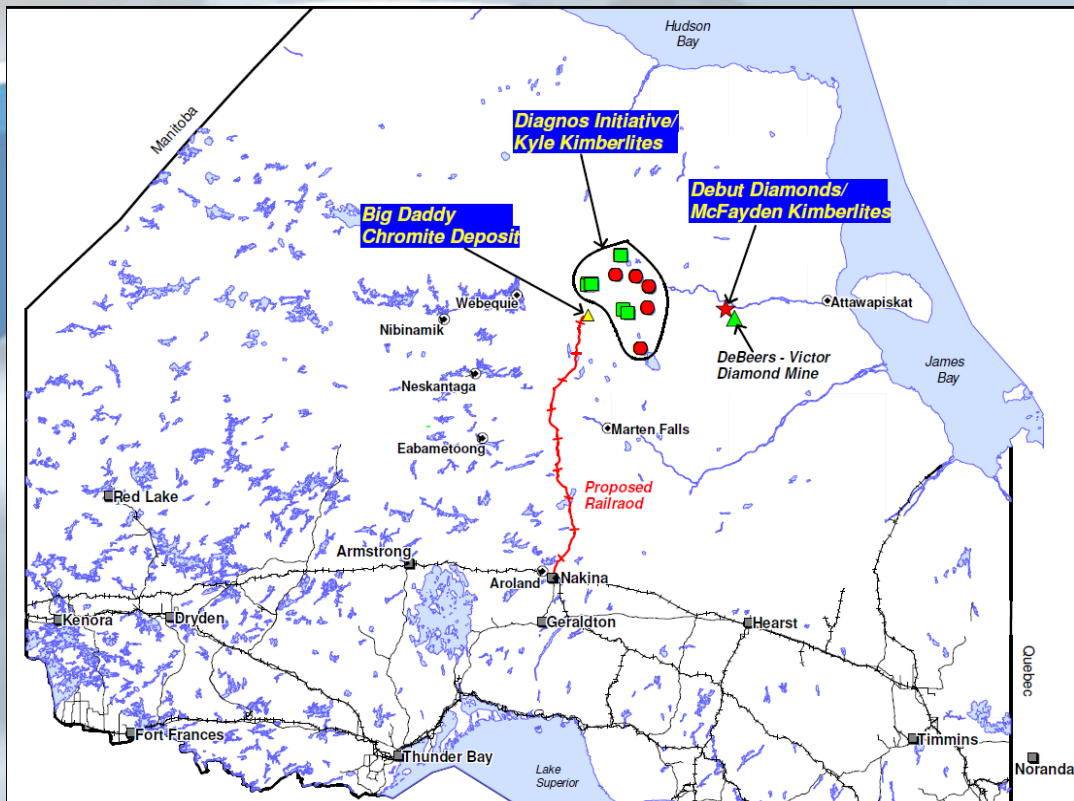 Hudson
Bay
Manitoba
Diagnos Initiative/
Kyle Kimberlites
Debut Diamonds/
McFayden Kimberlites
Big Daddy
Chromite Deposit
Webequie
Attawapiskat
Nibinamik
DeBeers - Victor
Diamond Mine
James
Bay
Neskantaga
Marten Falls
Eabametoong
Proposed
Railraod
Red Lake
Armstrong
Aroland
Nakina
Kenora
Dryden
Geraldton
Hearst
Quebec
Fort Frances
Thunder Bay
Timmins
Lake
Superior
Noranda